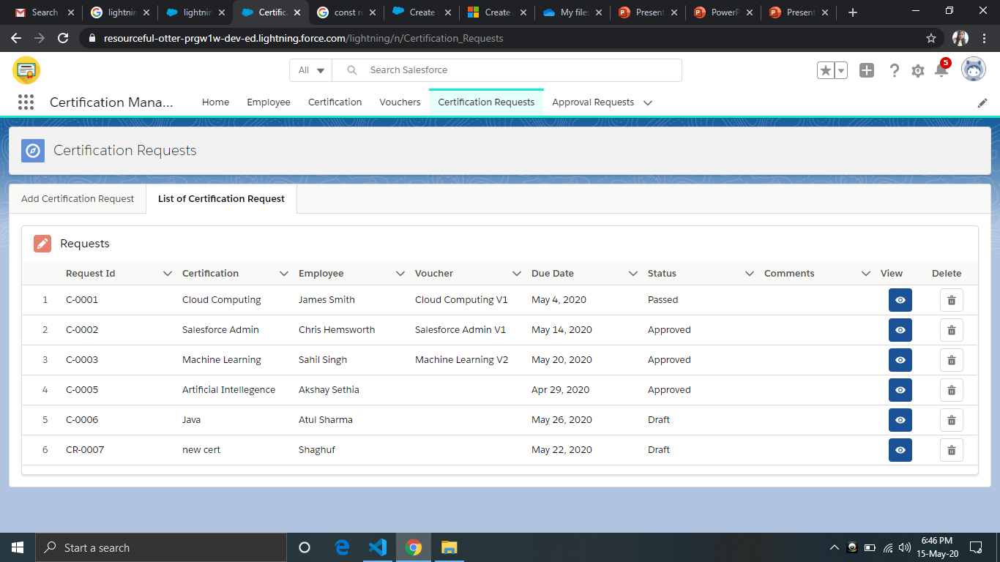 Search
lightnin
lightnin
Certific
const re
Create
Create
My files
Present
PowerP
Present
resourceful-otter-prgw1w-dev-ed.lightning.force.com/lightning/n/Certification_Requests
All
Search Salesforce
5
Certification Mana...
Home Employee Certification Vouchers Certification Requests Approval Requests
Certification Requests
Add Certification Request List of Certification Request
Requests
Request Id Certification Employee Voucher Due Date Status Comments View Delete
1 C-0001 Cloud Computing James Smith Cloud Computing V1 May 4, 2020 Passed
2 C-0002 Salesforce Admin Chris Hemsworth Salesforce Admin V1 May 14, 2020 Approved
3 C-0003 Machine Learning Sahil Singh Machine Learning V2 May 20, 2020 Approved
4 C-0005 Artificial Intellegence Akshay Sethia Apr 29, 2020 Approved
5 C-0006 Java Atul Sharma May 26, 2020 Draft
6 CR-0007 new cert Shaghuf May 22, 2020 Draft
Start a search
6:46 PM
15-May-20